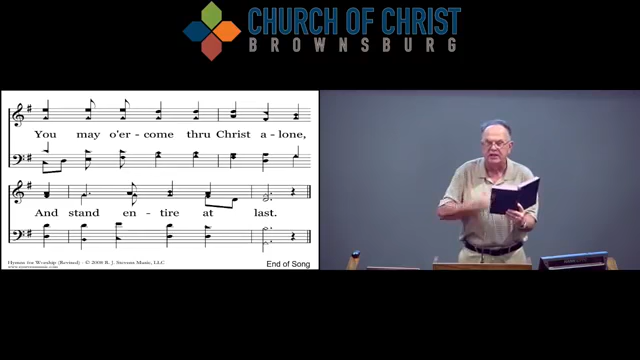 CHURCH OF CHRIST
BROWNSBURG
You may o'er - come thru Christ a - lone,
And stand en - tire at last.
Hymns for Worship (Revised) - © 2008 R. J. Stevens Music, LLC
End of Song